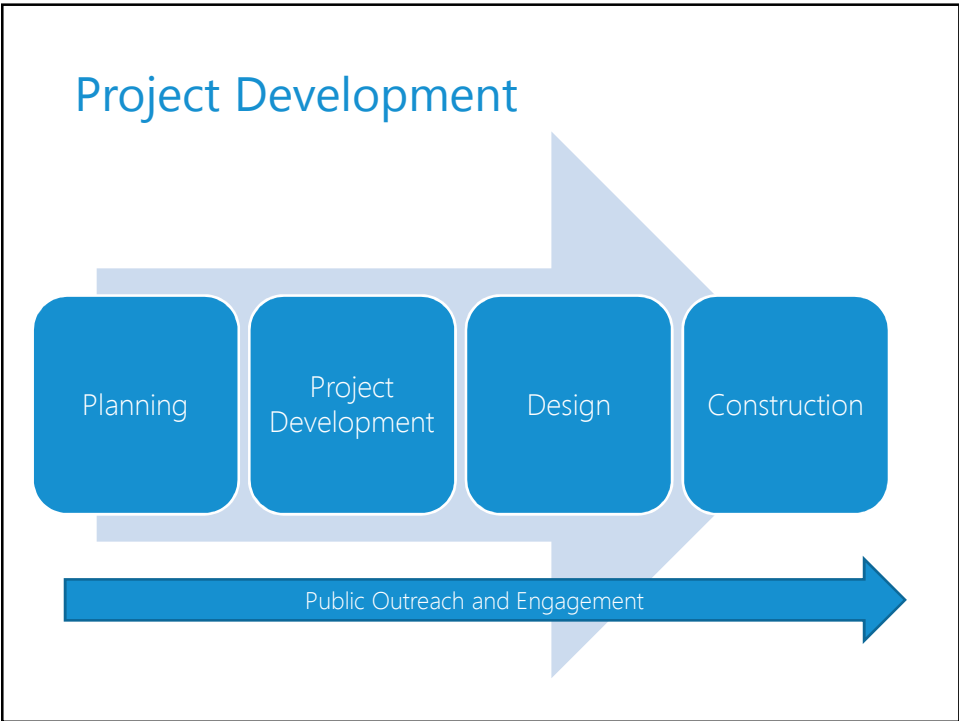 Project Development
Planning
Project
Development
Design
Construction
Public Outreach and Engagement